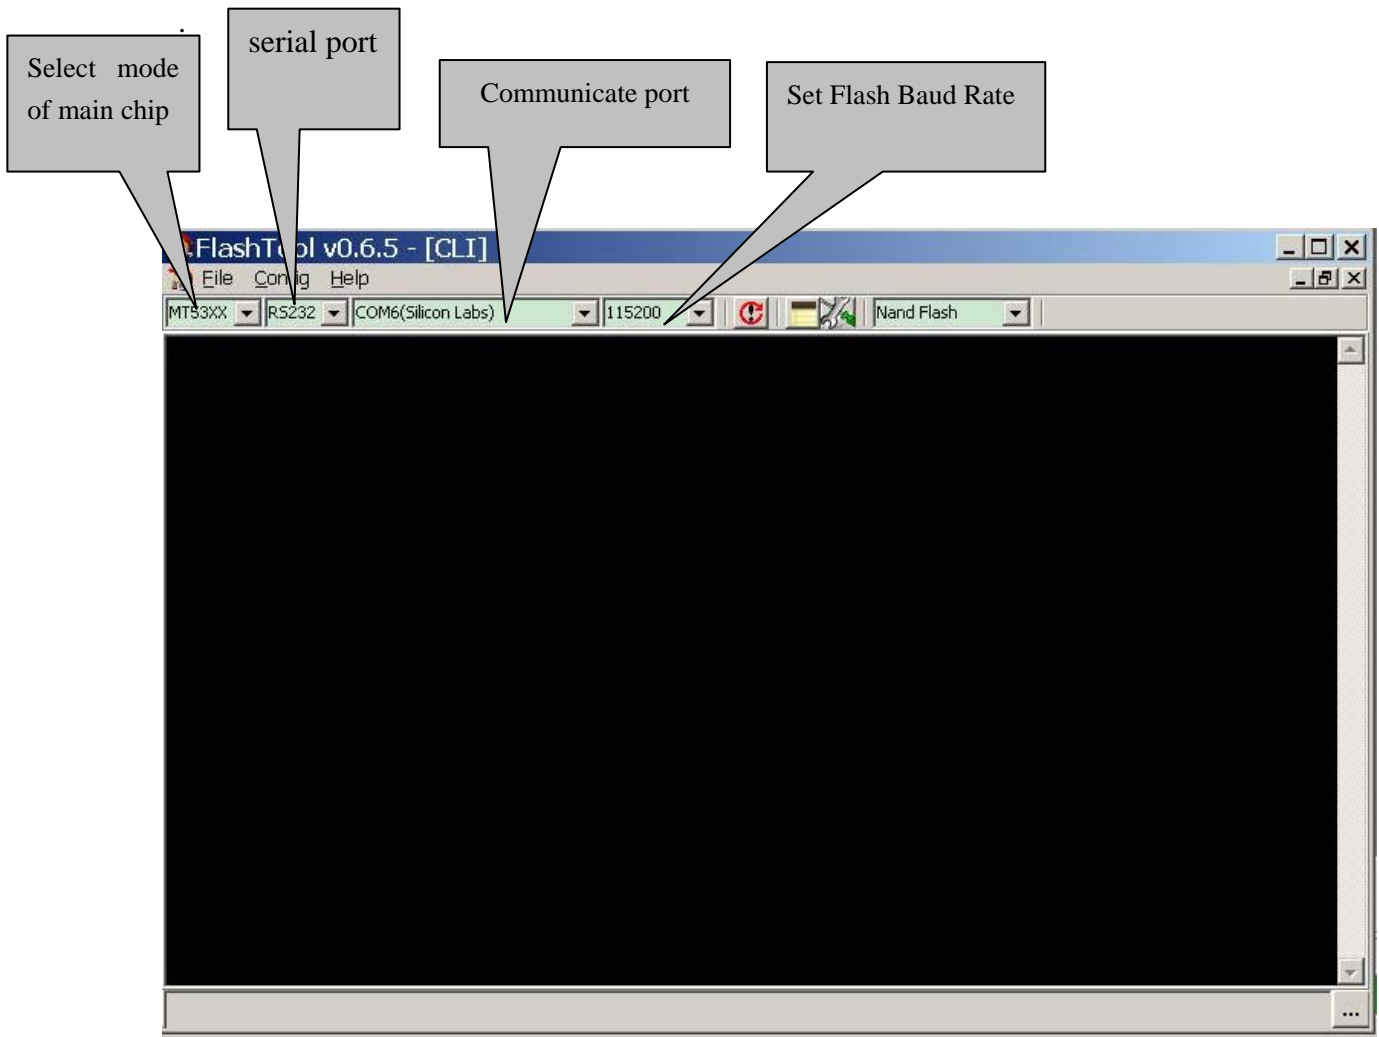 Select mode
of main chip
serial port
Communicate port
Set Flash Baud Rate
FlashTool v0.6.5 - [CLI]
File Config Help
MT53XX RS232 COM6(Silicon Labs) 115200 Nand Flash
...